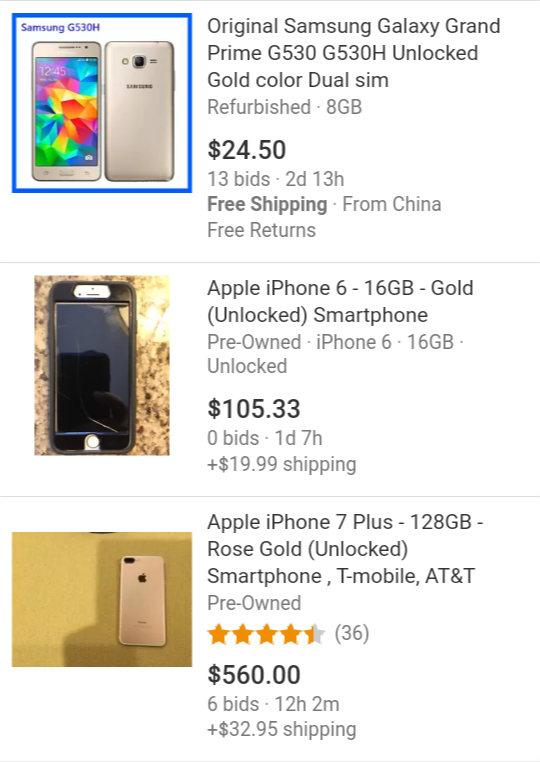 Samsung G530H
12:45
SAMSUNG
Original Samsung Galaxy Grand
Prime G530 G530H Unlocked
Gold color Dual sim
Refurbished · 8GB
$24.50
13 bids · 2d 13h
Free Shipping · From China
Free Returns
Apple iPhone 6 - 16GB - Gold
(Unlocked) Smartphone
Pre-Owned · iPhone 6 · 16GB ·
Unlocked
$105.33
0 bids · 1d 7h
+$19.99 shipping
Apple iPhone 7 Plus - 128GB -
Rose Gold (Unlocked)
Smartphone , T-mobile, AT&T
Pre-Owned
(36)
$560.00
6 bids · 12h 2m
+$32.95 shipping